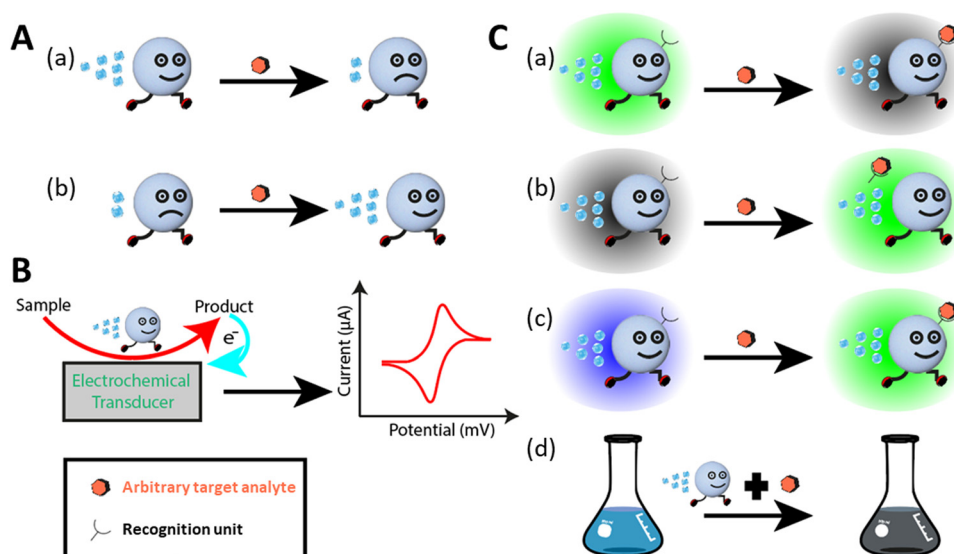 A
(a)
(b)
B
Sample
Product
e⁻
Electrochemical
Transducer
Current (μA)
Potential (mV)
Arbitrary target analyte
Recognition unit
C
(a)
(b)
(c)
(d)